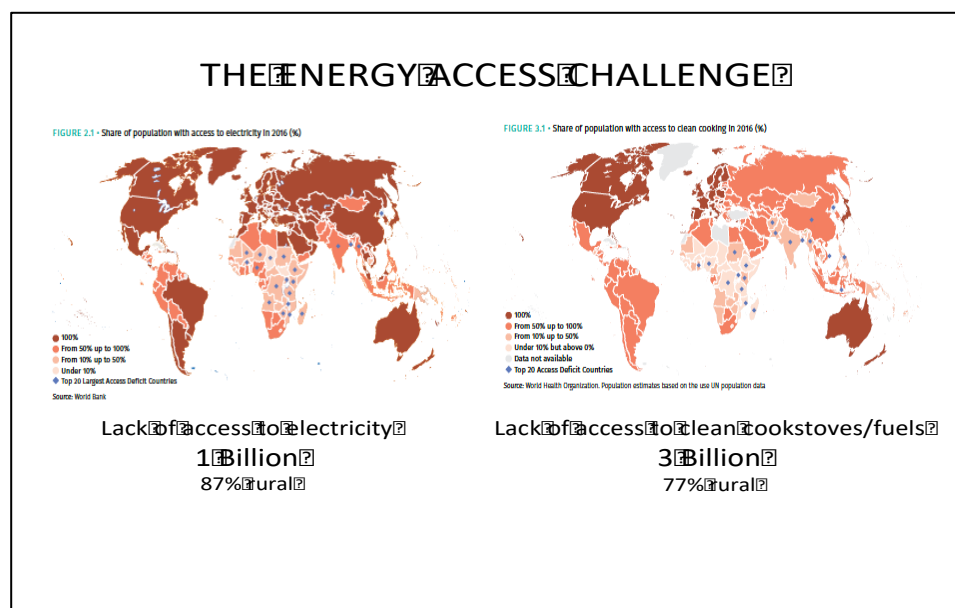 THE ENERGY ACCESS CHALLENGE
FIGURE 2.1 • Share of population with access to electricity in 2016 (%)
100%
From 50% up to 100%
From 10% up to 50%
Under 10%
Top 20 Largest Access Deficit Countries
Source: World Bank
FIGURE 3.1 • Share of population with access to clean cooking in 2016 (%)
100%
From 50% up to 100%
From 10% up to 50%
Under 10% but above 0%
Data not available
Top 20 Access Deficit Countries
Source: World Health Organization. Population estimates based on the use UN population data
Lack of access to electricity
1 Billion
87% rural
Lack of access to clean cookstoves/fuels
3 Billion
77% rural